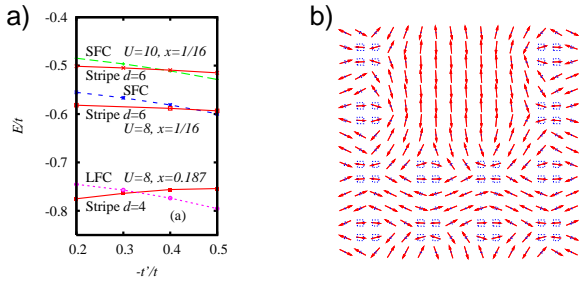 a)
b)
-0.4
SFC U=10, x=1/16
-0.5
Stripe d=6
SFC
E/t
-0.6
Stripe d=6
U=8, x=1/16
-0.7
LFC U=8, x=0.187
Stripe d=4
(a)
-0.8
0.2 0.3 0.4 0.5
-t'/t